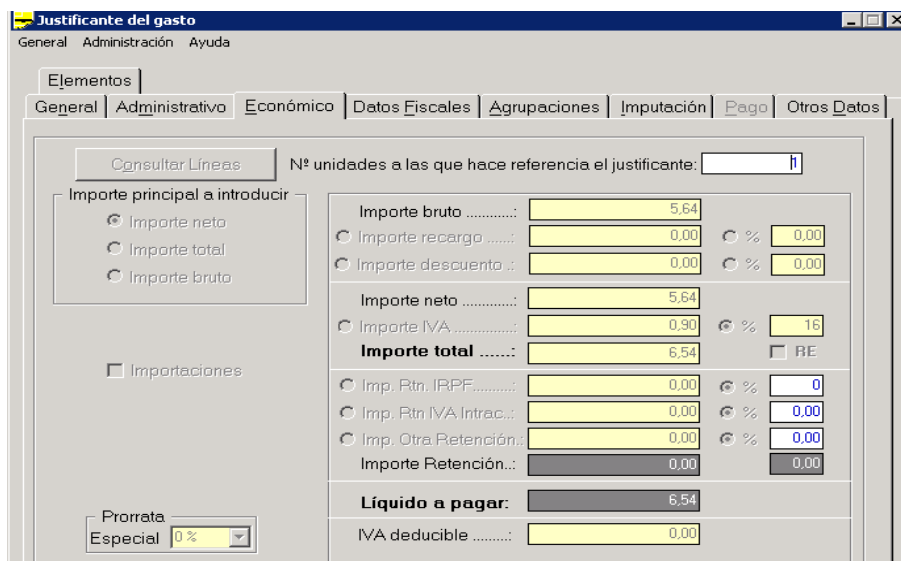 Justificante del gasto
General Administración Ayuda
Elementos
General Administrativo Económico Datos Fiscales Agrupaciones Imputación Pago Otros Datos
Consultar Líneas Nº unidades a las que hace referencia el justificante: 1
Importe principal a introducir
Importe neto
Importe total
Importe bruto
Importaciones
Prorrata
Especial 0 %
Importe bruto ...........: 5,64
Importe recargo ......: 0,00 % 0,00
Importe descuento .: 0,00 % 0,00
Importe neto ............: 5,64
Importe IVA ..............: 0,90 % 16
Importe total ......: 6,54 RE
Imp. Rtn. IRPF.........: 0,00 % 0
Imp. Rtn IVA Intrac..: 0,00 % 0,00
Imp. Otra Retención.: 0,00 % 0,00
Importe Retención..: 0,00 0,00
Líquido a pagar: 6,54
IVA deducible .........: 0,00